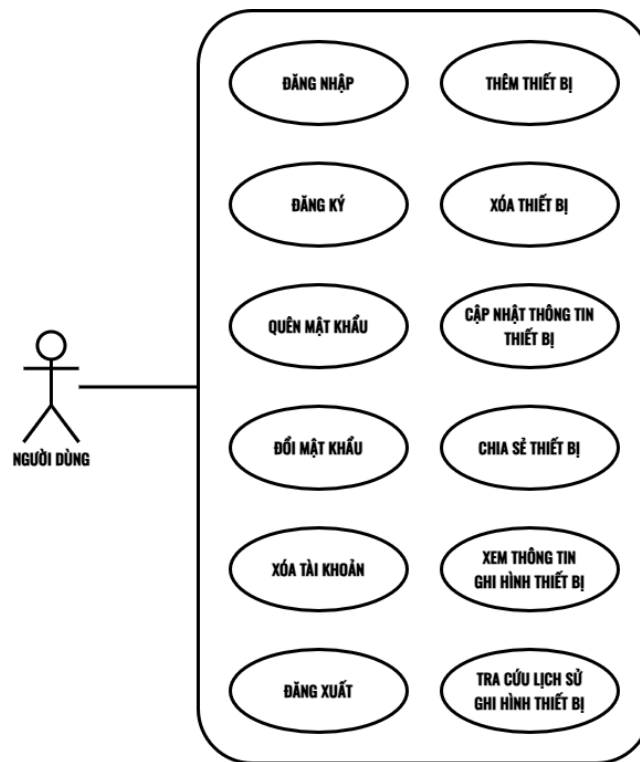 ĐĂNG NHẬP
THÊM THIẾT BỊ
ĐĂNG KÝ
XÓA THIẾT BỊ
QUÊN MẬT KHẨU
CẬP NHẬT THÔNG TIN
THIẾT BỊ
NGƯỜI DÙNG
ĐỔI MẬT KHẨU
CHIA SẺ THIẾT BỊ
XÓA TÀI KHOẢN
XEM THÔNG TIN
GHI HÌNH THIẾT BỊ
ĐĂNG XUẤT
TRA CỨU LỊCH SỬ
GHI HÌNH THIẾT BỊ